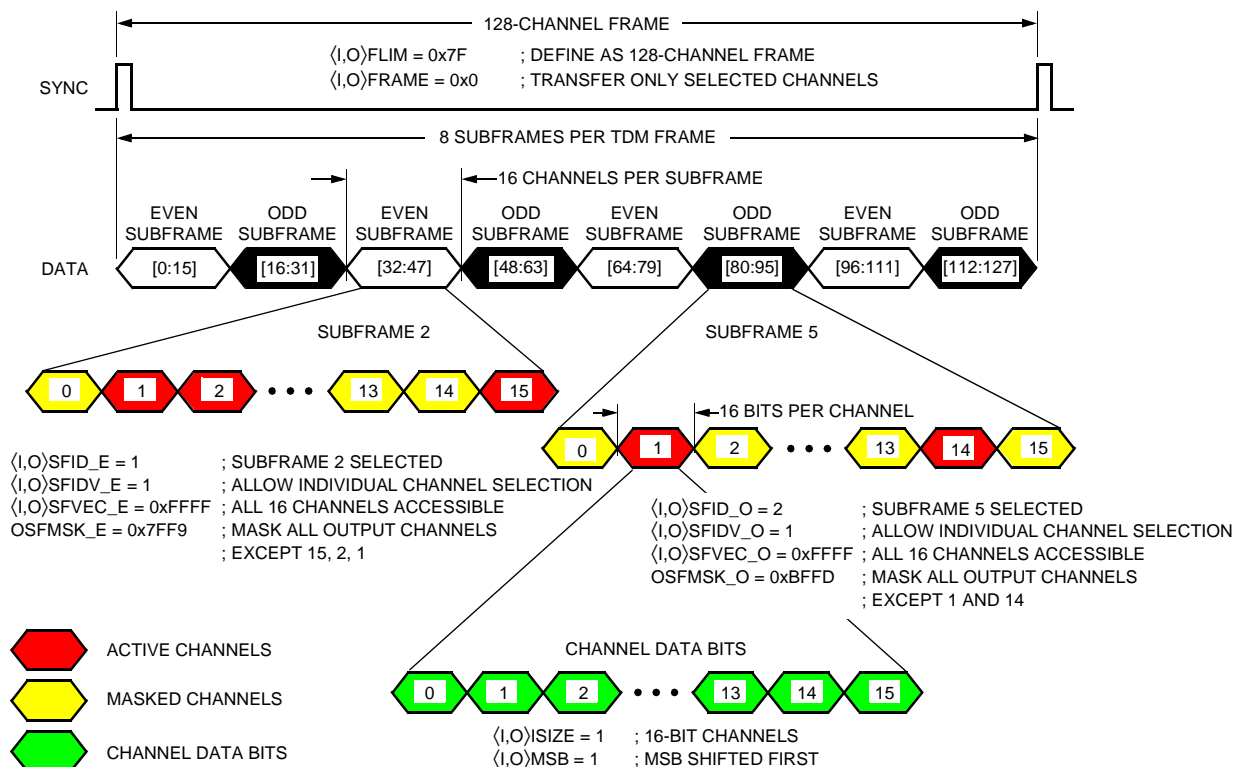 128-CHANNEL FRAME
⟨I,O⟩FLIM = 0x7F ; DEFINE AS 128-CHANNEL FRAME
⟨I,O⟩FRAME = 0x0 ; TRANSFER ONLY SELECTED CHANNELS
SYNC
8 SUBFRAMES PER TDM FRAME
16 CHANNELS PER SUBFRAME
EVEN SUBFRAME
ODD SUBFRAME
EVEN SUBFRAME
ODD SUBFRAME
EVEN SUBFRAME
ODD SUBFRAME
EVEN SUBFRAME
ODD SUBFRAME
DATA [0:15] [16:31] [32:47] [48:63] [64:79] [80:95] [96:111] [112:127]
SUBFRAME 2
0 1 2 • • • 13 14 15
⟨I,O⟩SFID_E = 1 ; SUBFRAME 2 SELECTED
⟨I,O⟩SFIDV_E = 1 ; ALLOW INDIVIDUAL CHANNEL SELECTION
⟨I,O⟩SFVEC_E = 0xFFFF ; ALL 16 CHANNELS ACCESSIBLE
OSFMSK_E = 0x7FF9 ; MASK ALL OUTPUT CHANNELS
; EXCEPT 15, 2, 1
SUBFRAME 5
16 BITS PER CHANNEL
0 1 2 • • • 13 14 15
⟨I,O⟩SFID_O = 2 ; SUBFRAME 5 SELECTED
⟨I,O⟩SFIDV_O = 1 ; ALLOW INDIVIDUAL CHANNEL SELECTION
⟨I,O⟩SFVEC_O = 0xFFFF ; ALL 16 CHANNELS ACCESSIBLE
OSFMSK_O = 0xBFFD ; MASK ALL OUTPUT CHANNELS
; EXCEPT 1 AND 14
CHANNEL DATA BITS
0 1 2 • • • 13 14 15
⟨I,O⟩ISIZE = 1 ; 16-BIT CHANNELS
⟨I,O⟩MSB = 1 ; MSB SHIFTED FIRST
ACTIVE CHANNELS
MASKED CHANNELS
CHANNEL DATA BITS